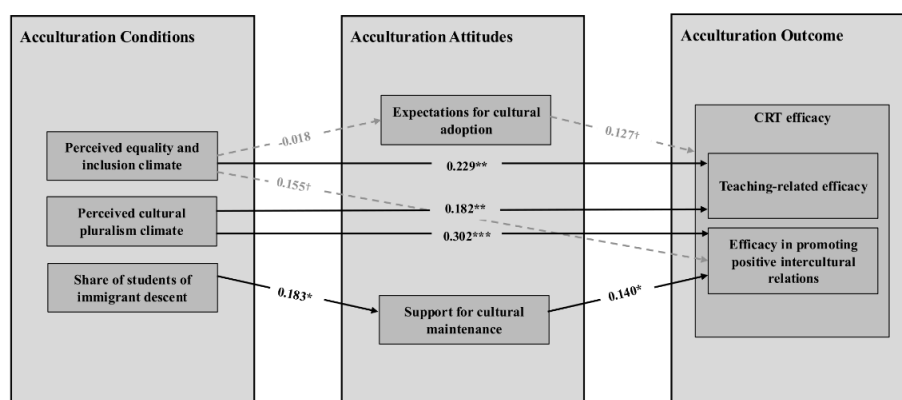 Acculturation Conditions
Acculturation Attitudes
Acculturation Outcome
Perceived equality and
inclusion climate
Perceived cultural
pluralism climate
Share of students of
immigrant descent
Expectations for cultural
adoption
Support for cultural
maintenance
CRT efficacy
Teaching-related efficacy
Efficacy in promoting
positive intercultural
relations
-0.018
0.127†
0.229**
0.155†
0.182**
0.302***
0.183*
0.140*